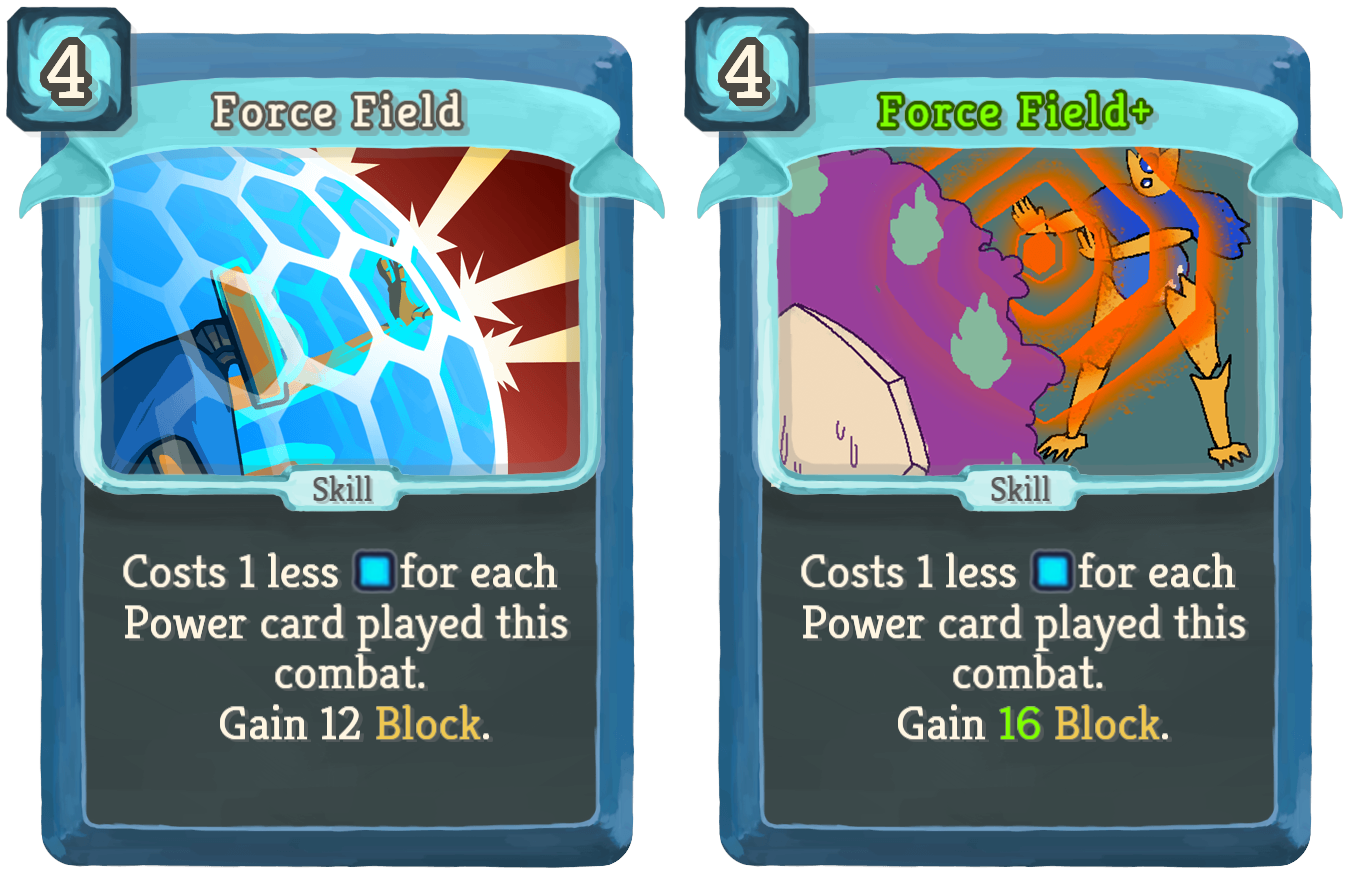 4
Force Field
Skill
Costs 1 less for each
Power card played this
combat.
Gain 12 Block.
4
Force Field+
Skill
Costs 1 less for each
Power card played this
combat.
Gain 16 Block.